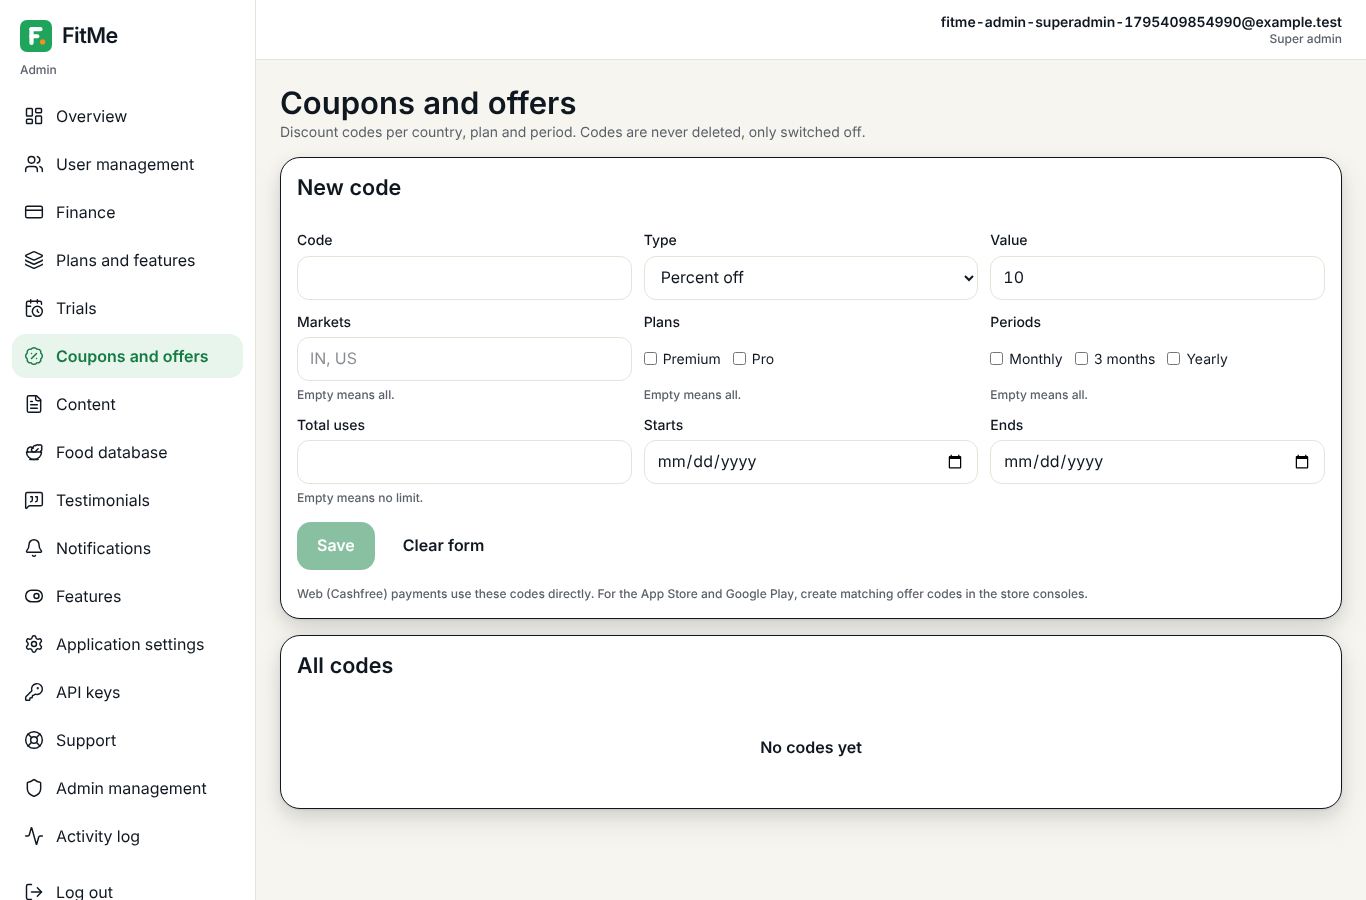 FitMe
Admin
Overview
User management
Finance
Plans and features
Trials
Coupons and offers
Content
Food database
Testimonials
Notifications
Features
Application settings
API keys
Support
Admin management
Activity log
Log out
fitme-admin-superadmin-1795409854990@example.test
Super admin
Coupons and offers
Discount codes per country, plan and period. Codes are never deleted, only switched off.
New code
Code Type Value
Percent off 10
Markets Plans Periods
IN, US Premium Pro Monthly 3 months Yearly
Empty means all. Empty means all. Empty means all.
Total uses Starts Ends
mm/dd/yyyy mm/dd/yyyy
Empty means no limit.
Save Clear form
Web (Cashfree) payments use these codes directly. For the App Store and Google Play, create matching offer codes in the store consoles.
All codes
No codes yet